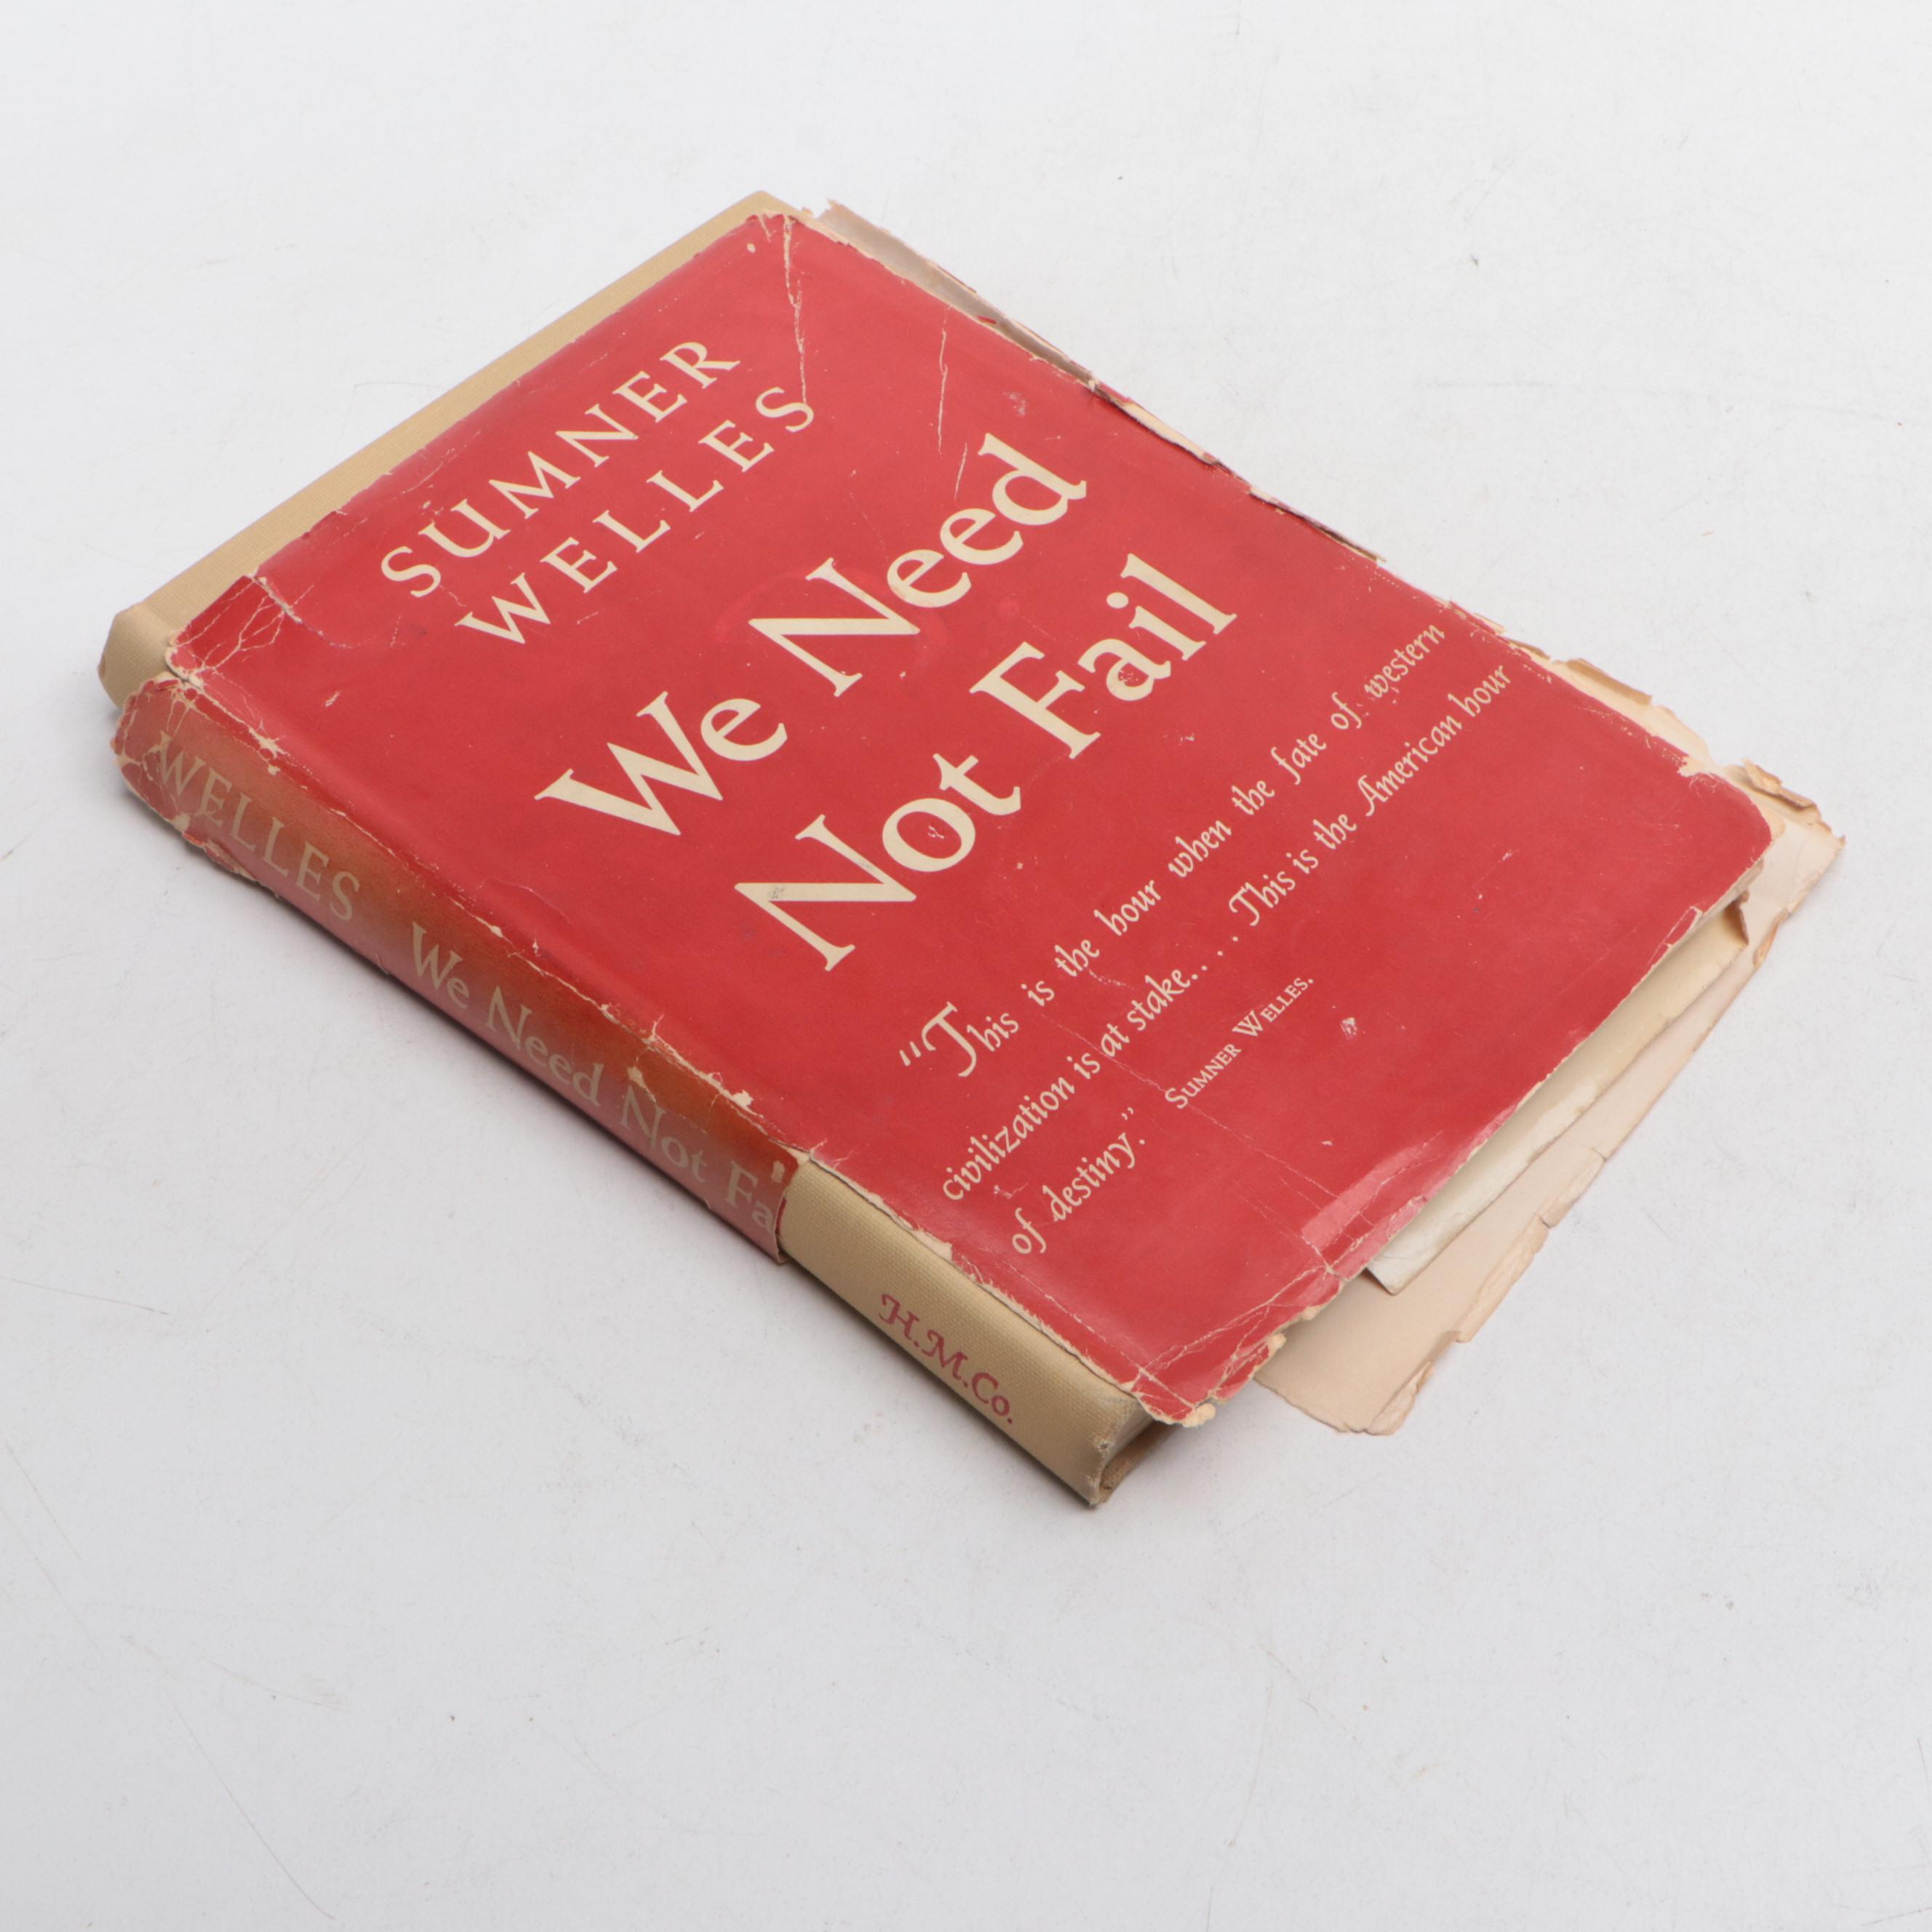 SUMNER
WELLES
We Need
Not Fail
"This is the hour when the fate of western
civilization is at stake.... This is the American hour
of destiny." SUMNER WELLES.
WELLES We Need Not Fa
H.M.Co.